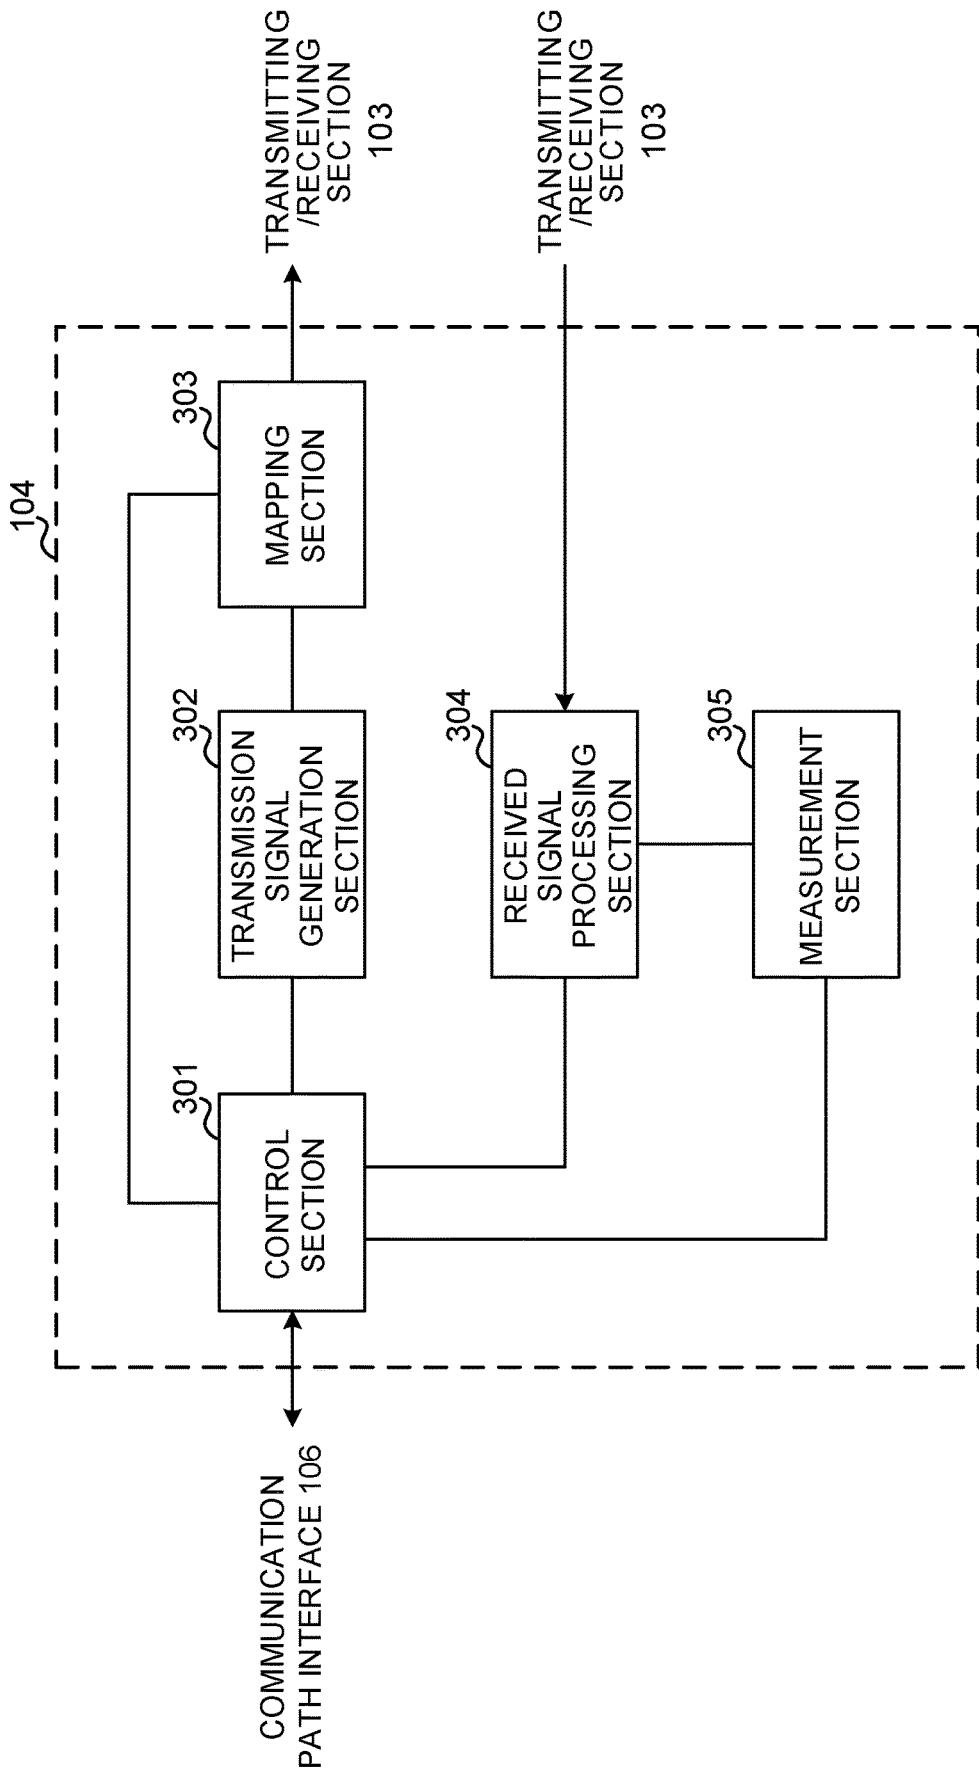 104
COMMUNICATION
PATH INTERFACE 106
301
CONTROL
SECTION
302
TRANSMISSION
SIGNAL
GENERATION
SECTION
303
MAPPING
SECTION
TRANSMITTING
/RECEIVING
SECTION
103
304
RECEIVED
SIGNAL
PROCESSING
SECTION
TRANSMITTING
/RECEIVING
SECTION
103
305
MEASUREMENT
SECTION